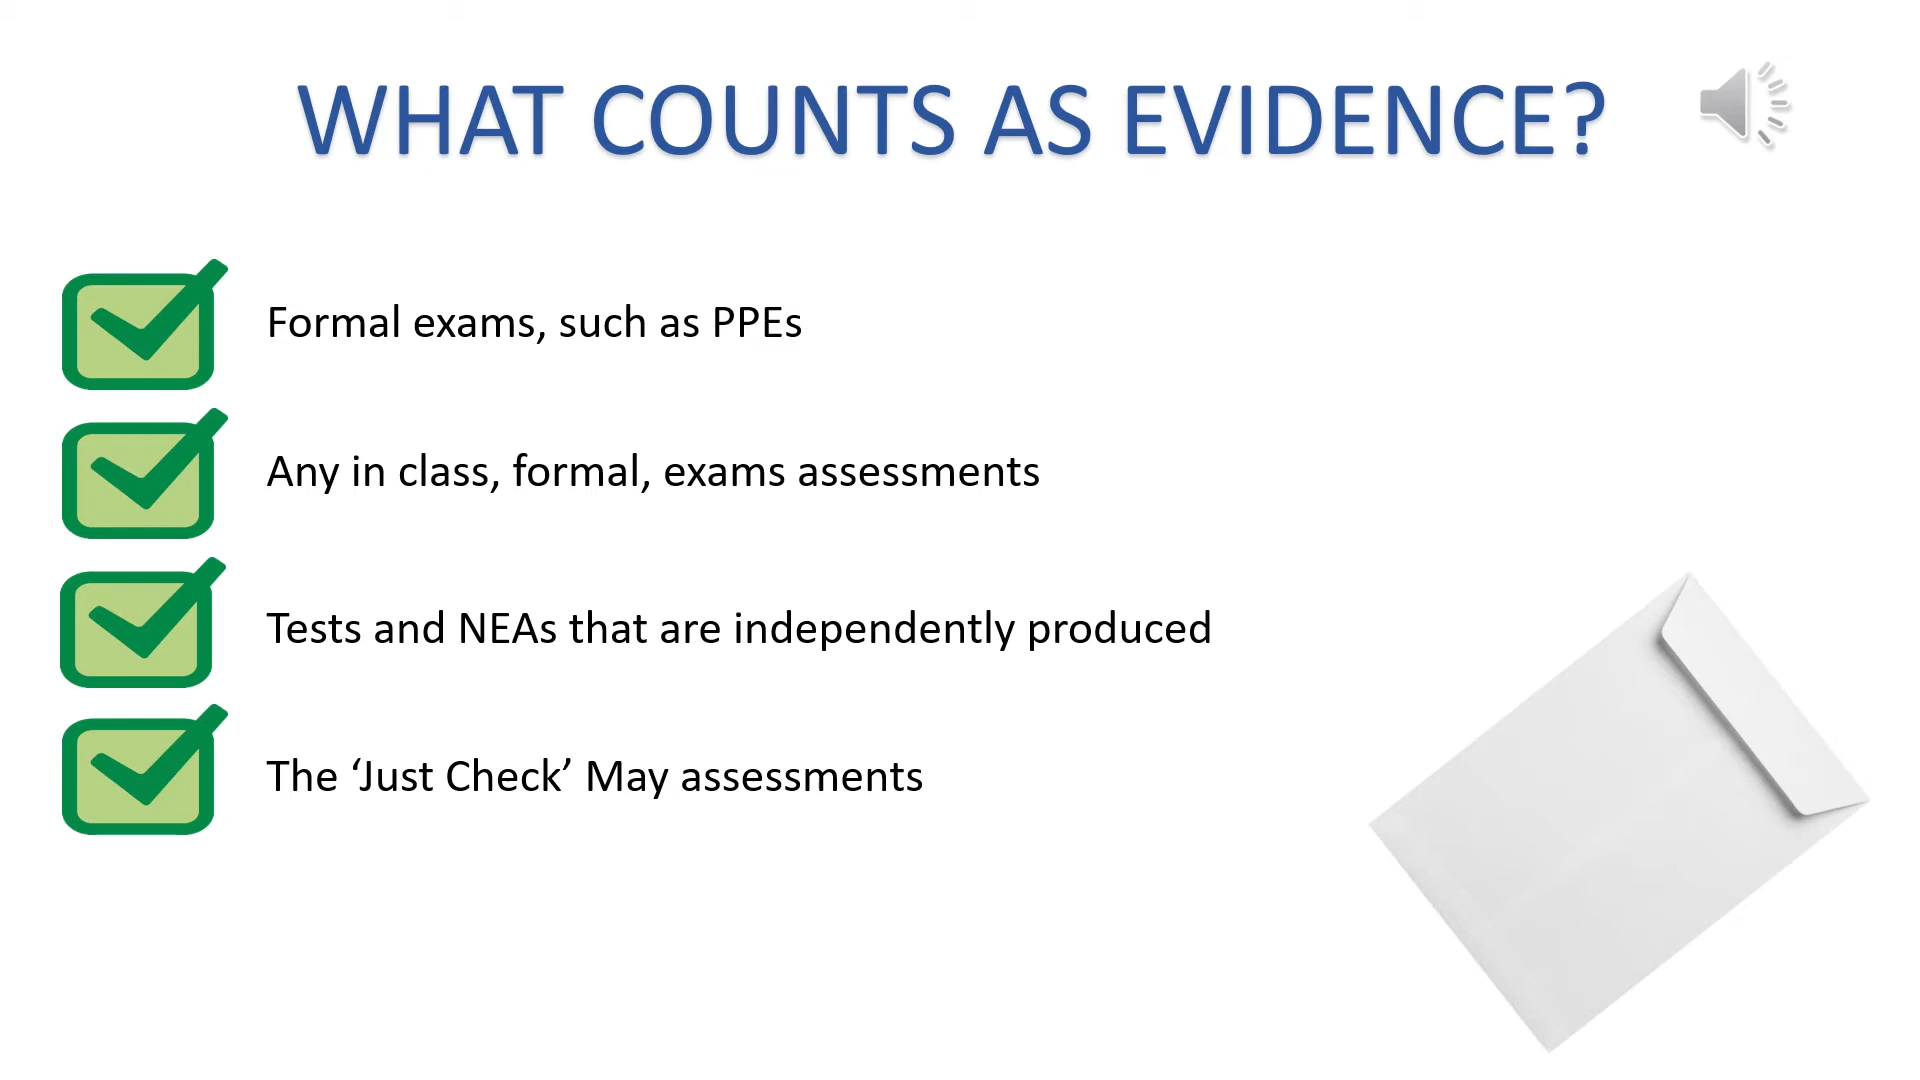 WHAT COUNTS AS EVIDENCE?
Formal exams, such as PPEs
Any in class, formal, exams assessments
Tests and NEAs that are independently produced
The ‘Just Check’ May assessments